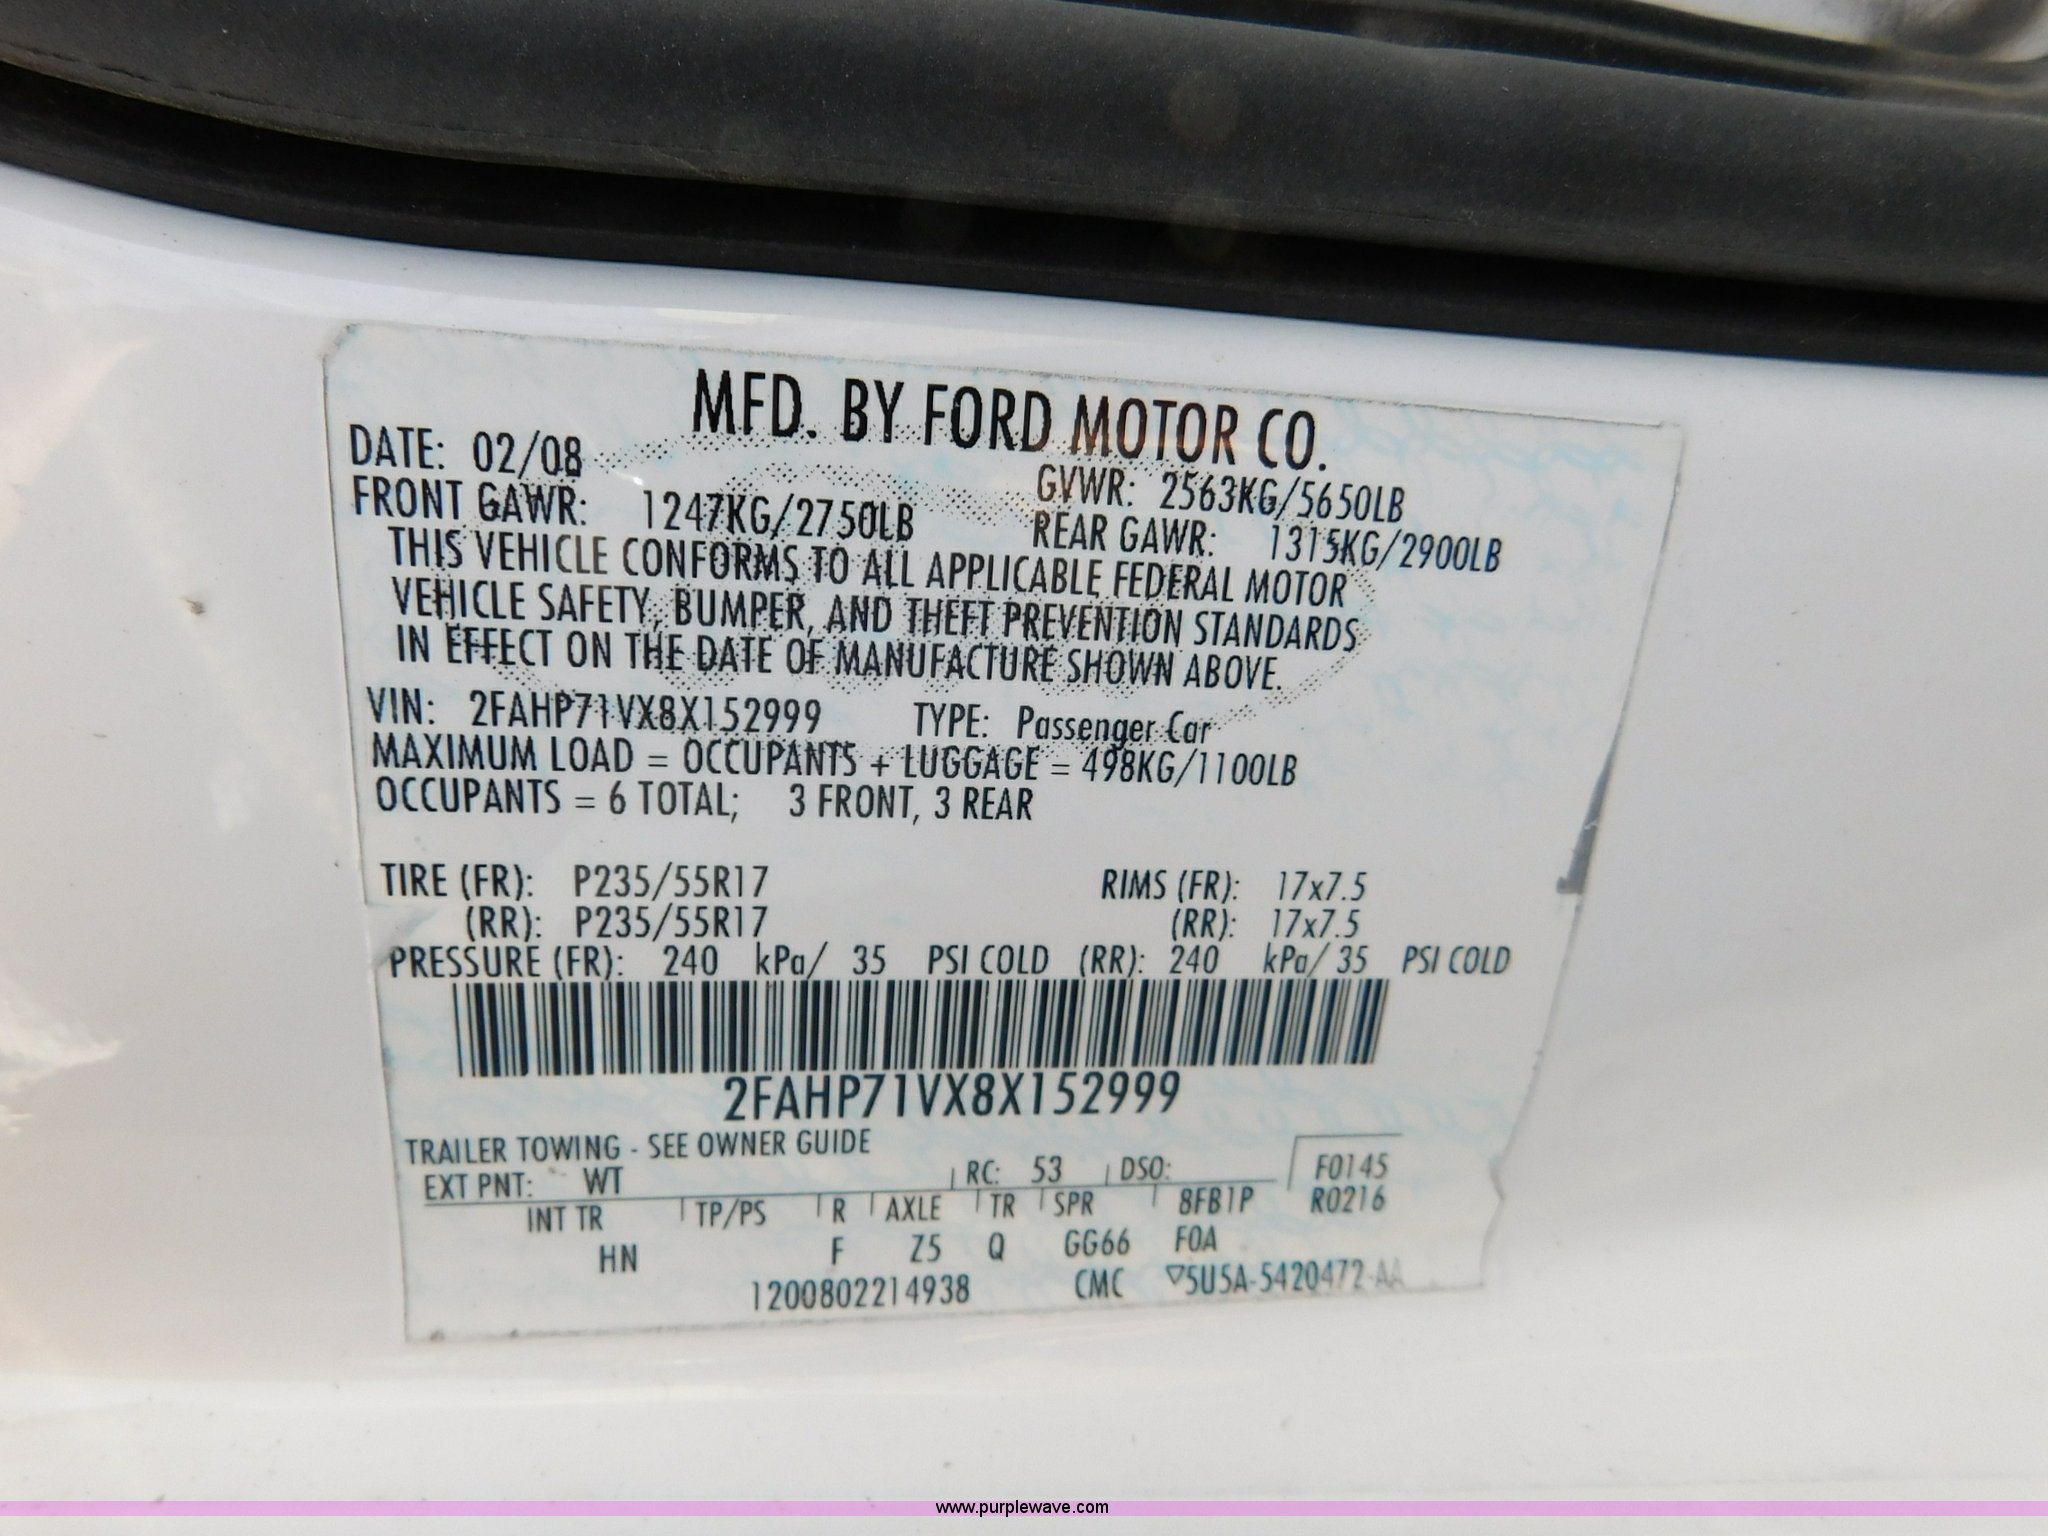 MFD. BY FORD MOTOR CO.
DATE: 02/08 GVWR: 2563KG/5650LB
FRONT GAWR: 1247KG/2750LB REAR GAWR: 1315KG/2900LB
THIS VEHICLE CONFORMS TO ALL APPLICABLE FEDERAL MOTOR
VEHICLE SAFETY, BUMPER, AND THEFT PREVENTION STANDARDS
IN EFFECT ON THE DATE OF MANUFACTURE SHOWN ABOVE.
VIN: 2FAHP71VX8X152999 TYPE: Passenger Car
MAXIMUM LOAD = OCCUPANTS + LUGGAGE = 498KG/1100LB
OCCUPANTS = 6 TOTAL; 3 FRONT, 3 REAR
TIRE (FR): P235/55R17 RIMS (FR): 17x7.5
(RR): P235/55R17 (RR): 17x7.5
PRESSURE (FR): 240 kPa/ 35 PSI COLD (RR): 240 kPa/ 35 PSI COLD
2FAHP71VX8X152999
TRAILER TOWING - SEE OWNER GUIDE
EXT PNT: WT RC: 53 DSO: F0145
INT TR TP/PS R AXLE TR SPR 8FB1P R0216
HN F Z5 Q GG66 FOA
1200802214938 CMC ▽5U5A-5420472-AA
www.purplewave.com